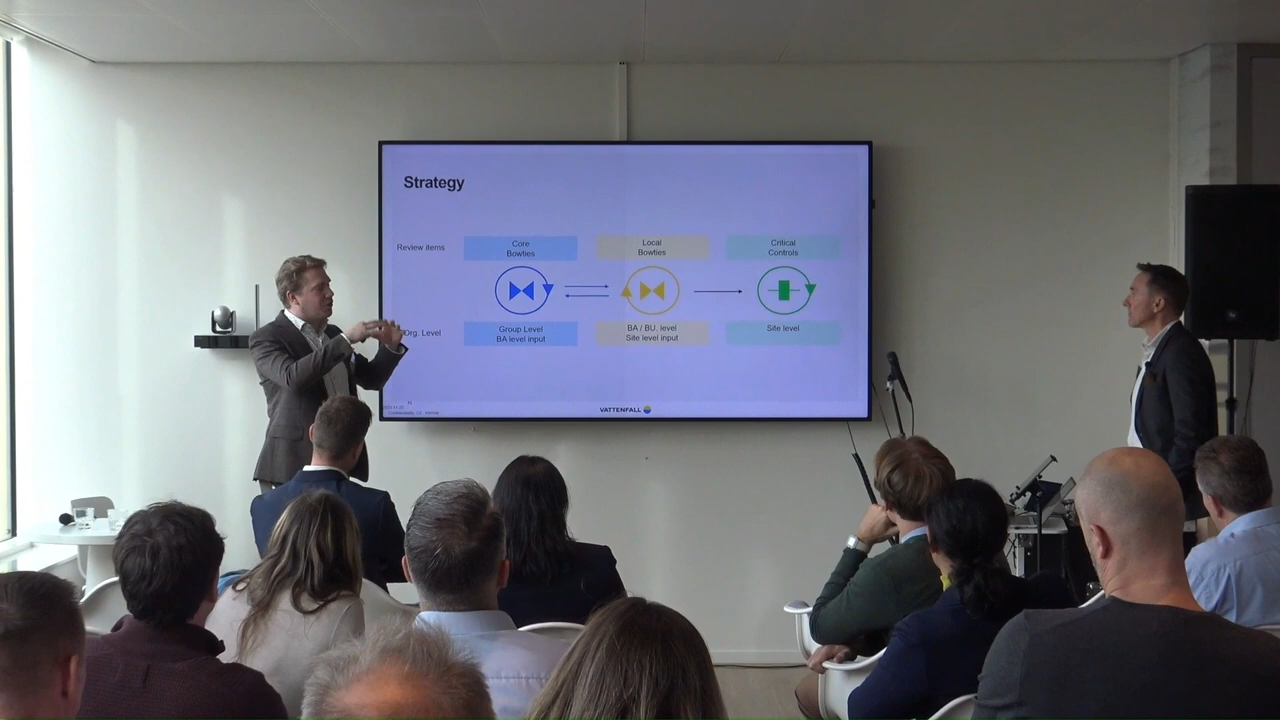 Strategy
Review items
Core
Bowties
Local
Bowties
Critical
Controls
Org. Level
Group Level
BA level input
BA / BU. level
Site level input
Site level
VATTENFALL